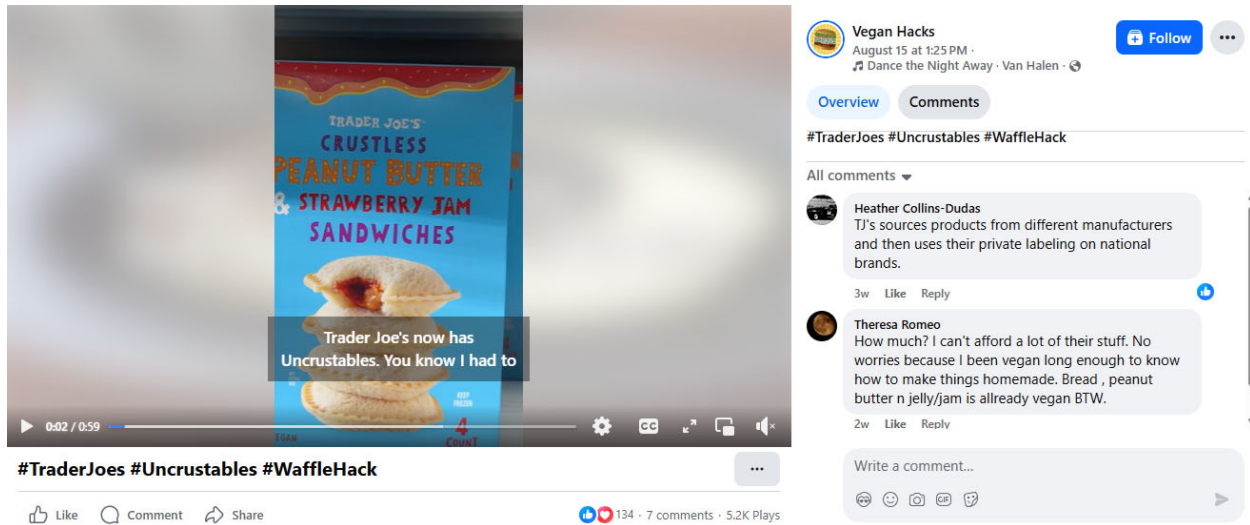 TRADER JOE'S
CRUSTLESS
PEANUT BUTTER
& STRAWBERRY JAM
SANDWICHES
Trader Joe's now has
Uncrustables. You know I had to
KEEP
FROZEN
4
COUNT
0:02 / 0:59
CC
#TraderJoes #Uncrustables #WaffleHack
...
Like
Comment
Share
134 · 7 comments · 5.2K Plays
Vegan Hacks
August 15 at 1:25 PM ·
Dance the Night Away · Van Halen ·
Follow
Overview
Comments
#TraderJoes #Uncrustables #WaffleHack
All comments
Heather Collins-Dudas
TJ's sources products from different manufacturers
and then uses their private labeling on national
brands.
3w Like Reply
Theresa Romeo
How much? I can't afford a lot of their stuff. No
worries because I been vegan long enough to know
how to make things homemade. Bread , peanut
butter n jelly/jam is allready vegan BTW.
2w Like Reply
Write a comment...
GIF